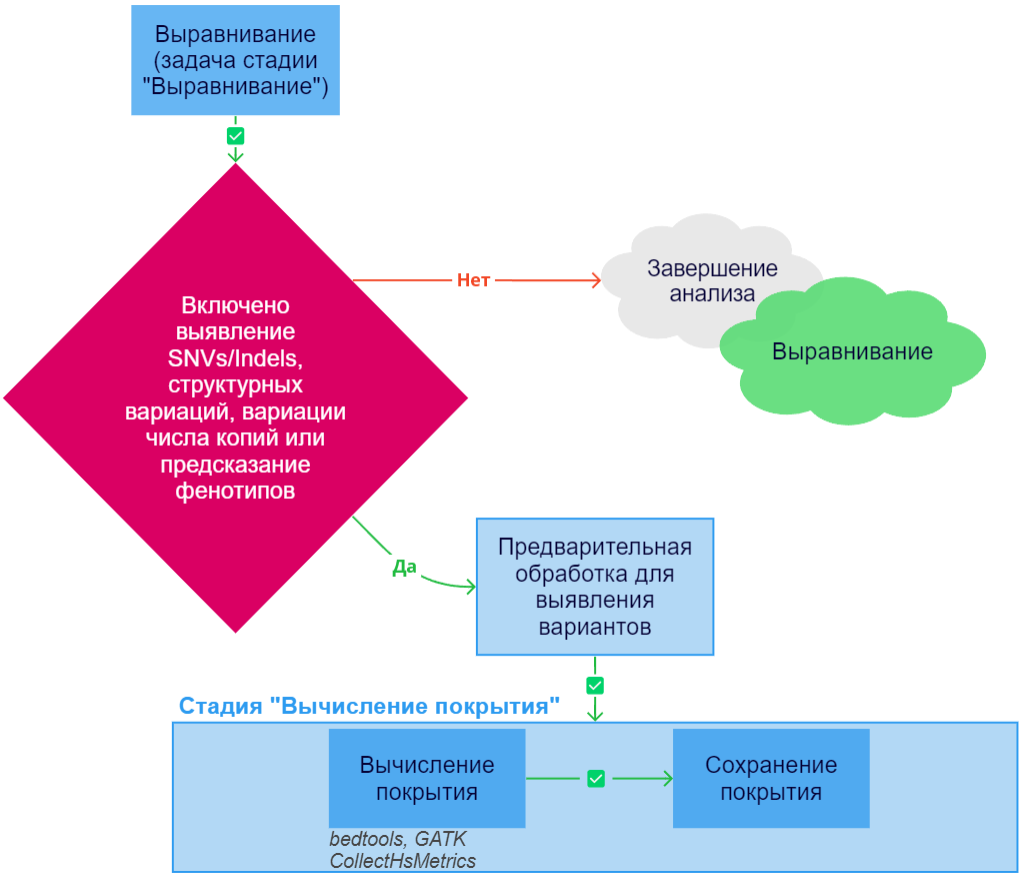 Выравнивание
(задача стадии
"Выравнивание")
Включено
выявление
SNVs/Indels,
структурных
вариаций, вариации
числа копий или
предсказание
фенотипов
Нет
Завершение
анализа
Выравнивание
Да
Предварительная
обработка для
выявления
вариантов
Стадия "Вычисление покрытия"
Вычисление
покрытия
Сохранение
покрытия
bedtools, GATK
CollectHsMetrics